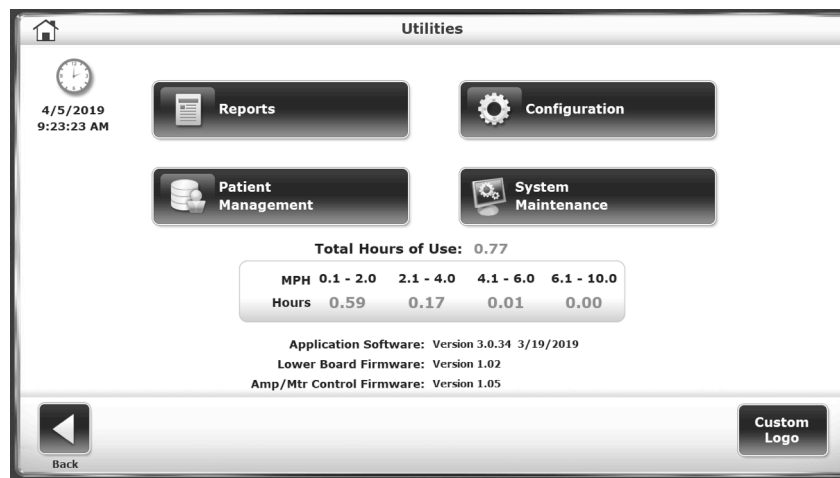 Utilities
4/5/2019
9:23:23 AM
Reports
Configuration
Patient
Management
System
Maintenance
Total Hours of Use: 0.77
MPH 0.1 - 2.0 2.1 - 4.0 4.1 - 6.0 6.1 - 10.0
Hours 0.59 0.17 0.01 0.00
Application Software: Version 3.0.34 3/19/2019
Lower Board Firmware: Version 1.02
Amp/Mtr Control Firmware: Version 1.05
Back
Custom
Logo